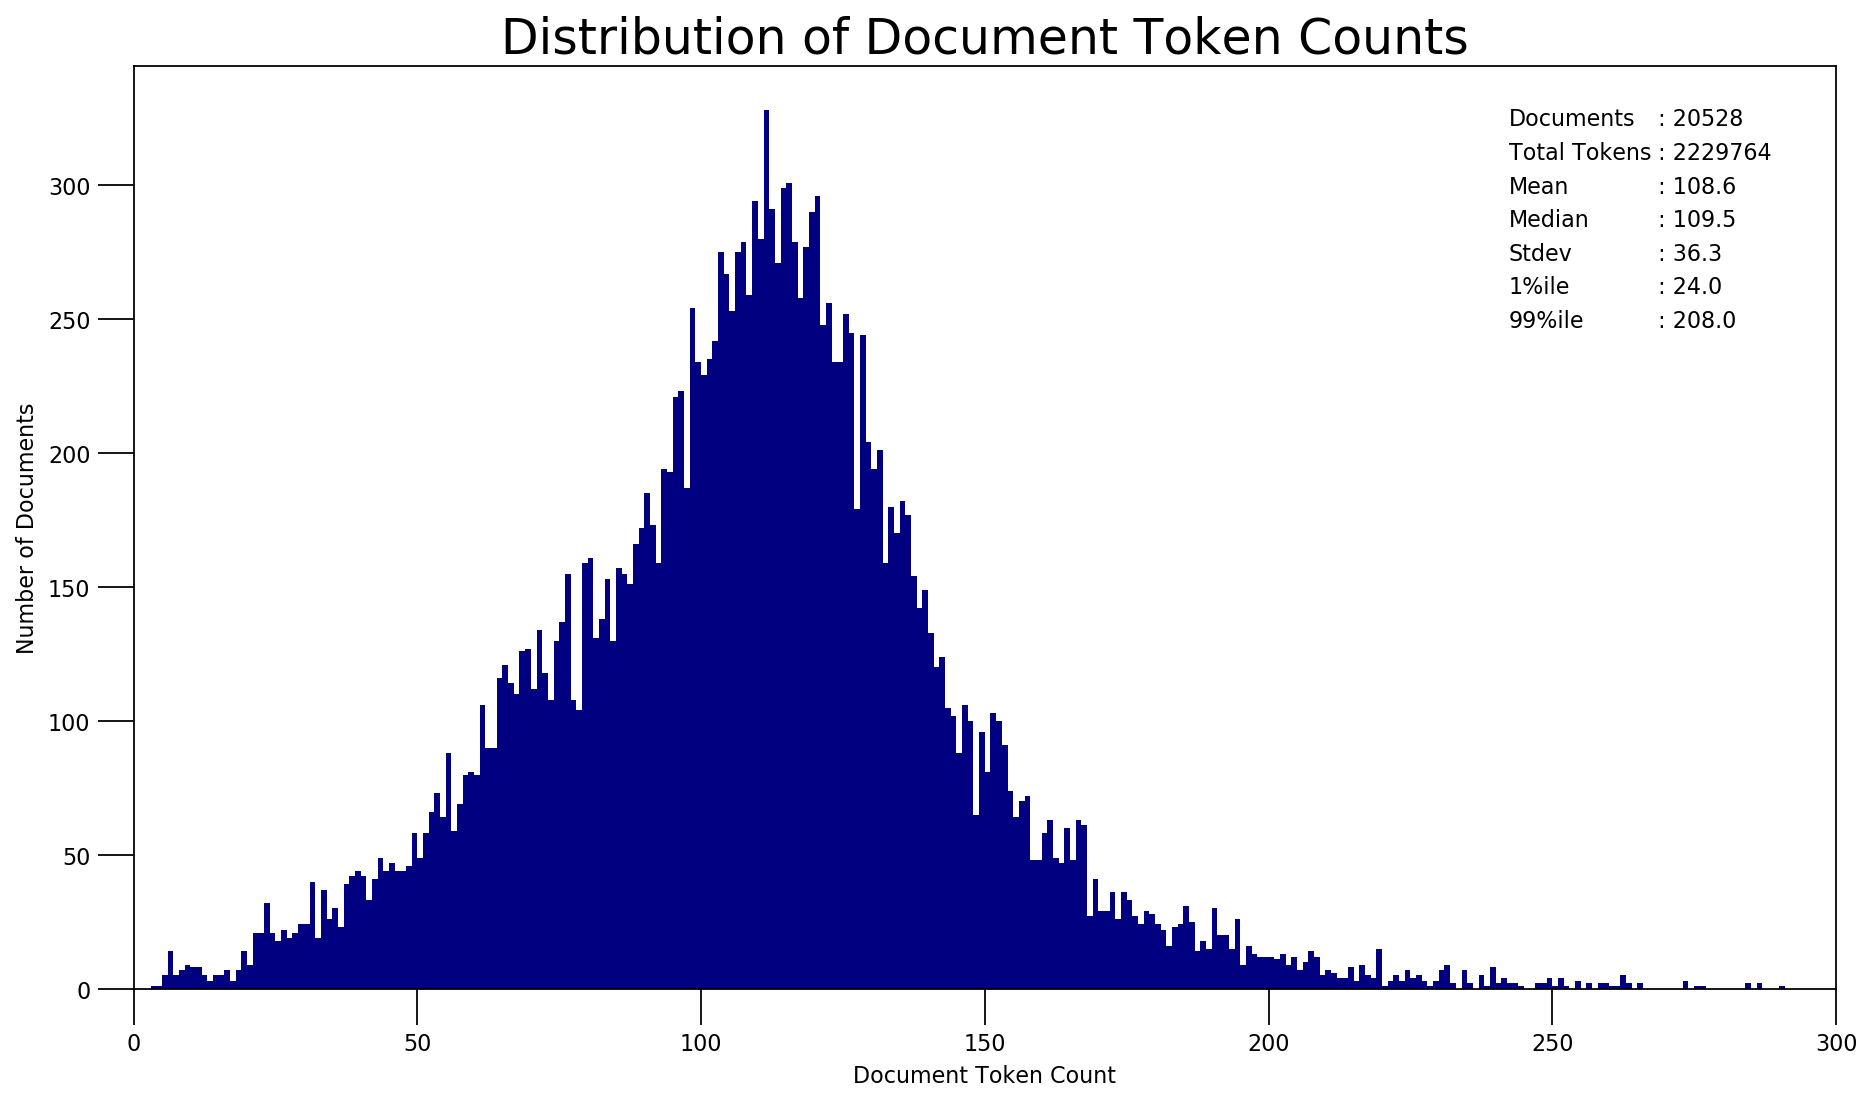 Distribution of Document Token Counts
Documents : 20528
Total Tokens : 2229764
Mean : 108.6
Median : 109.5
Stdev : 36.3
1%ile : 24.0
99%ile : 208.0
Number of Documents
300
250
200
150
100
50
0
0 50 100 150 200 250 300
Document Token Count